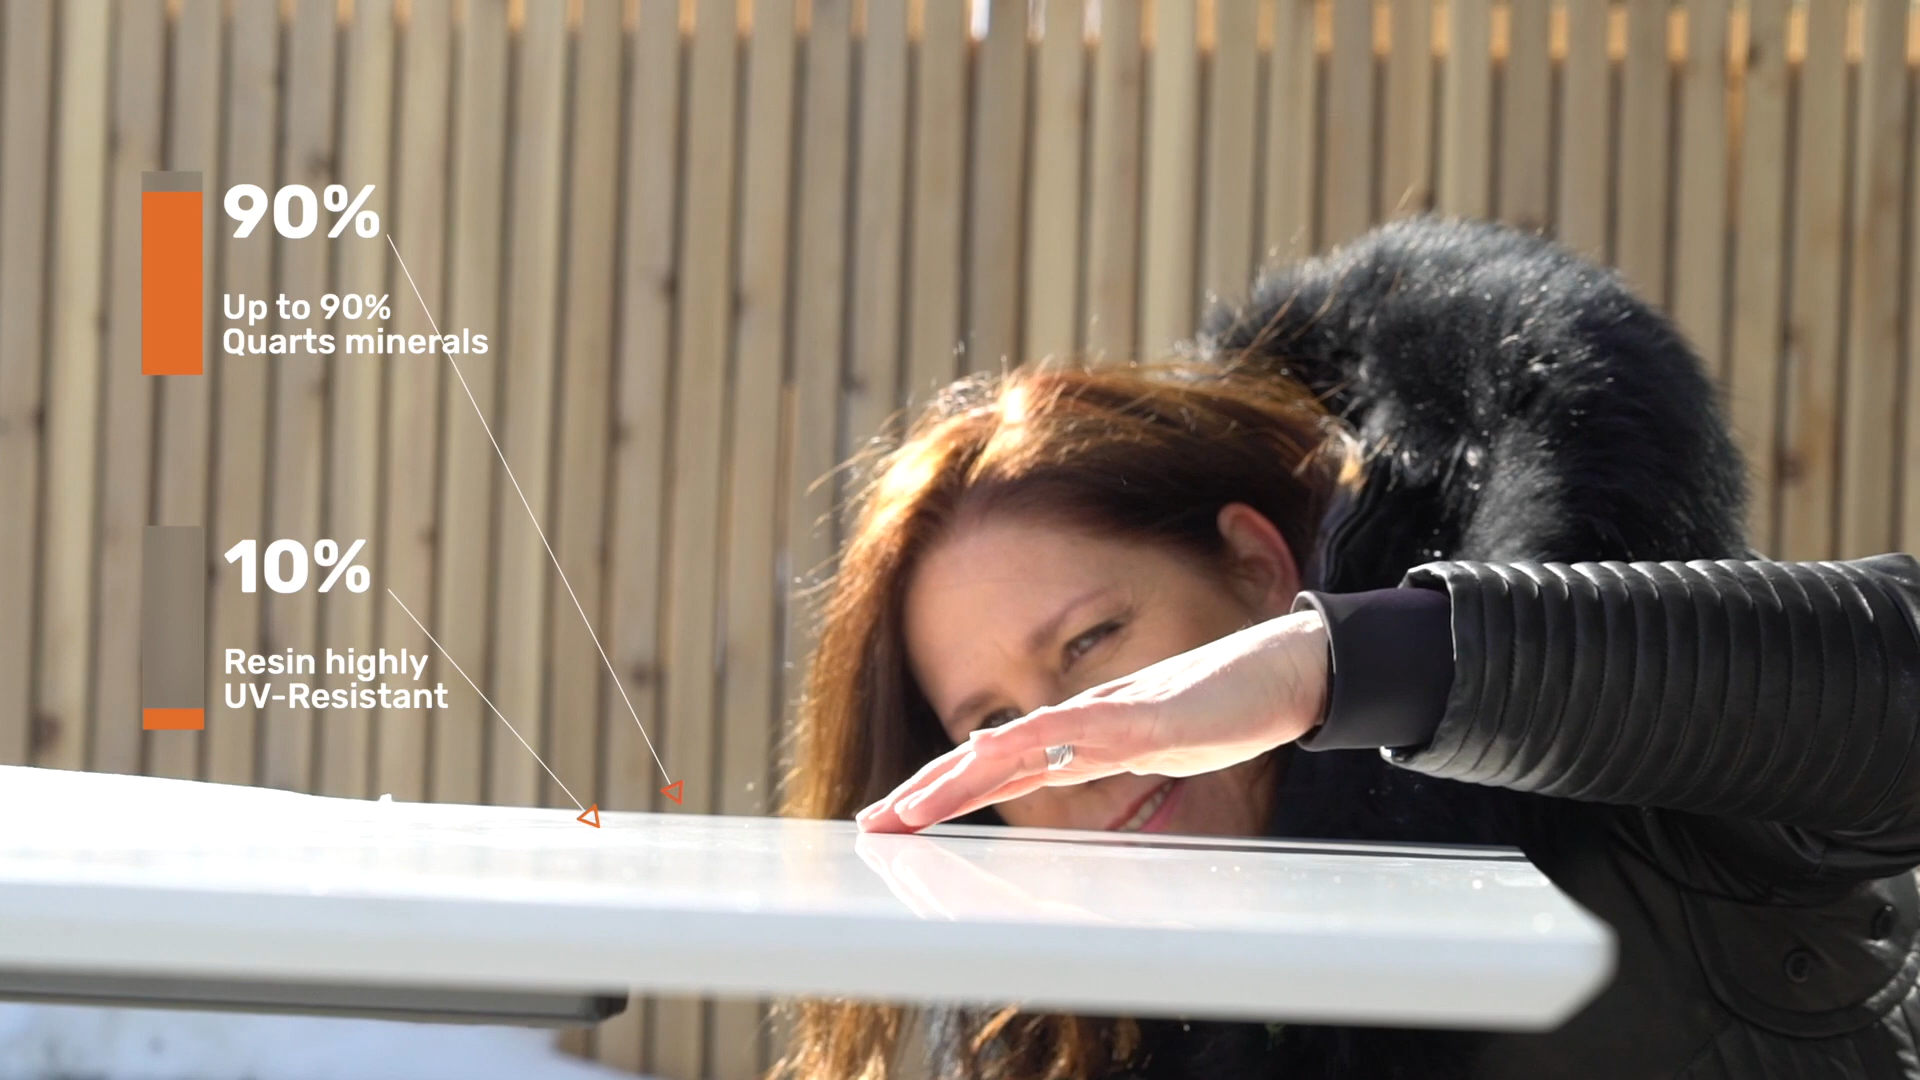 90%
Up to 90%
Quarts minerals
10%
Resin highly
UV-Resistant